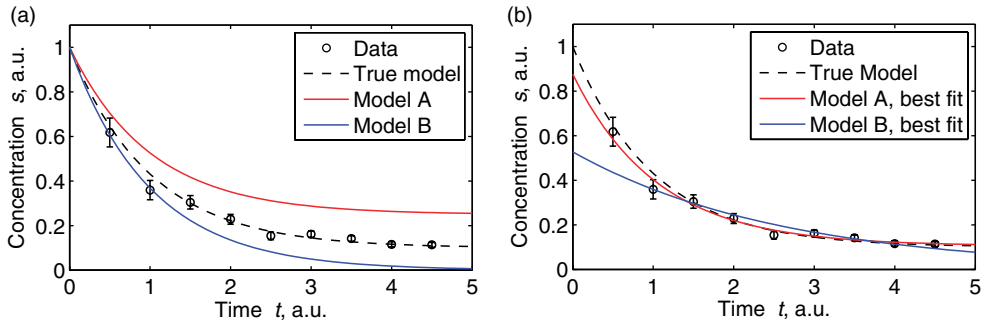 (a)
Concentration s, a.u.
1
0.8
0.6
0.4
0.2
0
0 1 2 3 4 5
Time t, a.u.
Data
True model
Model A
Model B
(b)
Concentration s, a.u.
1
0.8
0.6
0.4
0.2
0
0 1 2 3 4 5
Time t, a.u.
Data
True Model
Model A, best fit
Model B, best fit